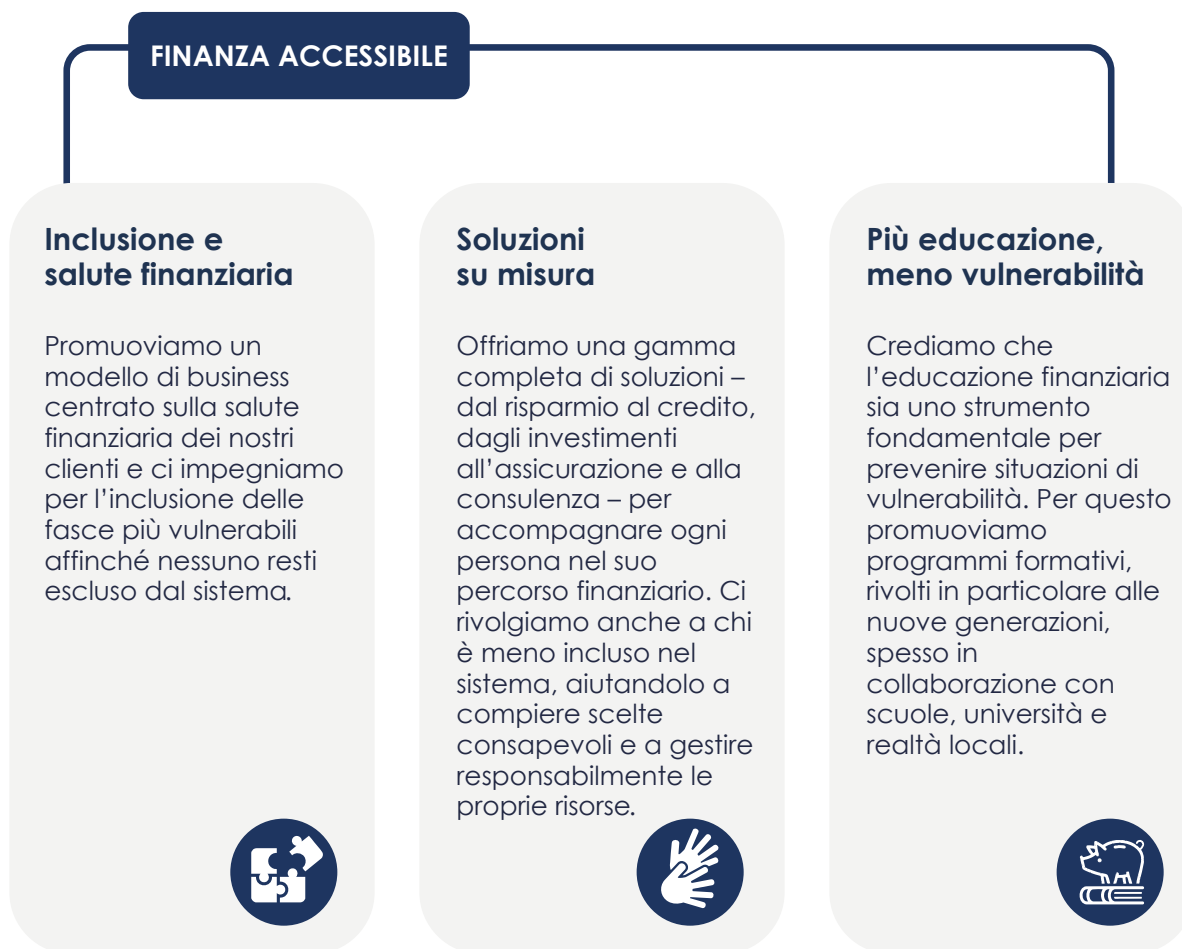 FINANZA ACCESSIBILE
Inclusione e
salute finanziaria
Promuoviamo un
modello di business
centrato sulla salute
finanziaria dei nostri
clienti e ci impegniamo
per l’inclusione delle
fasce più vulnerabili
affinché nessuno resti
escluso dal sistema.
Soluzioni
su misura
Offriamo una gamma
completa di soluzioni –
dal risparmio al credito,
dagli investimenti
all’assicurazione e alla
consulenza – per
accompagnare ogni
persona nel suo
percorso finanziario. Ci
rivolgiamo anche a chi
è meno incluso nel
sistema, aiutandolo a
compiere scelte
consapevoli e a gestire
responsabilmente le
proprie risorse.
Più educazione,
meno vulnerabilità
Crediamo che
l’educazione finanziaria
sia uno strumento
fondamentale per
prevenire situazioni di
vulnerabilità. Per questo
promuoviamo
programmi formativi,
rivolti in particolare alle
nuove generazioni,
spesso in
collaborazione con
scuole, università e
realtà locali.